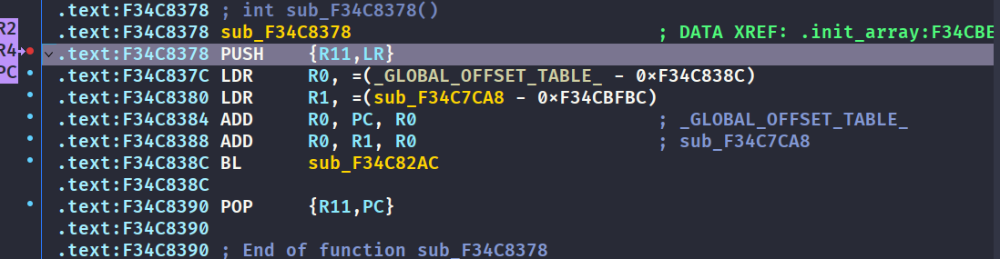 .text:F34C8378 ; int sub_F34C8378()
R2 .text:F34C8378 sub_F34C8378 ; DATA XREF: .init_array:F34CBE
R4 .text:F34C8378 PUSH {R11,LR}
PC .text:F34C837C LDR R0, =(_GLOBAL_OFFSET_TABLE_ - 0×F34C838C)
.text:F34C8380 LDR R1, =(sub_F34C7CA8 - 0×F34CBFBC)
.text:F34C8384 ADD R0, PC, R0 ; _GLOBAL_OFFSET_TABLE_
.text:F34C8388 ADD R0, R1, R0 ; sub_F34C7CA8
.text:F34C838C BL sub_F34C82AC
.text:F34C838C
.text:F34C8390 POP {R11,PC}
.text:F34C8390
.text:F34C8390 ; End of function sub_F34C8378